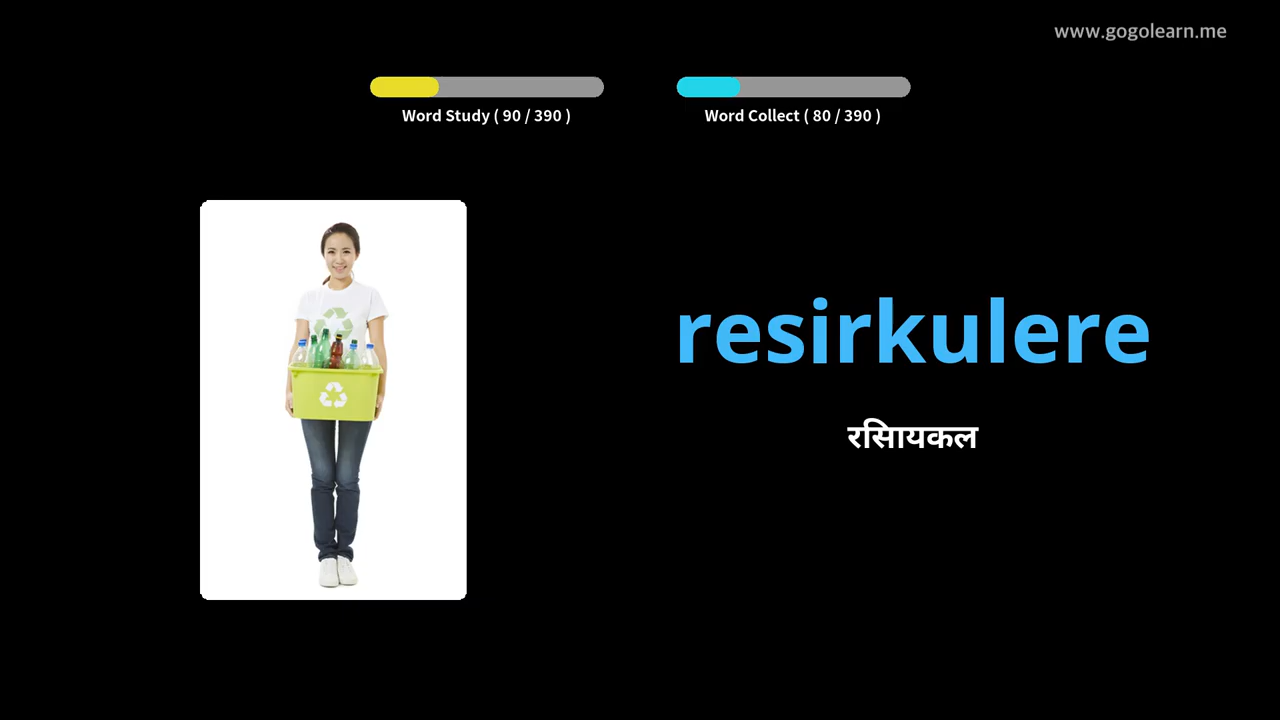 www.gogolearn.me
Word Study ( 90 / 390 )
Word Collect ( 80 / 390 )
resirkulere
रसिायकल